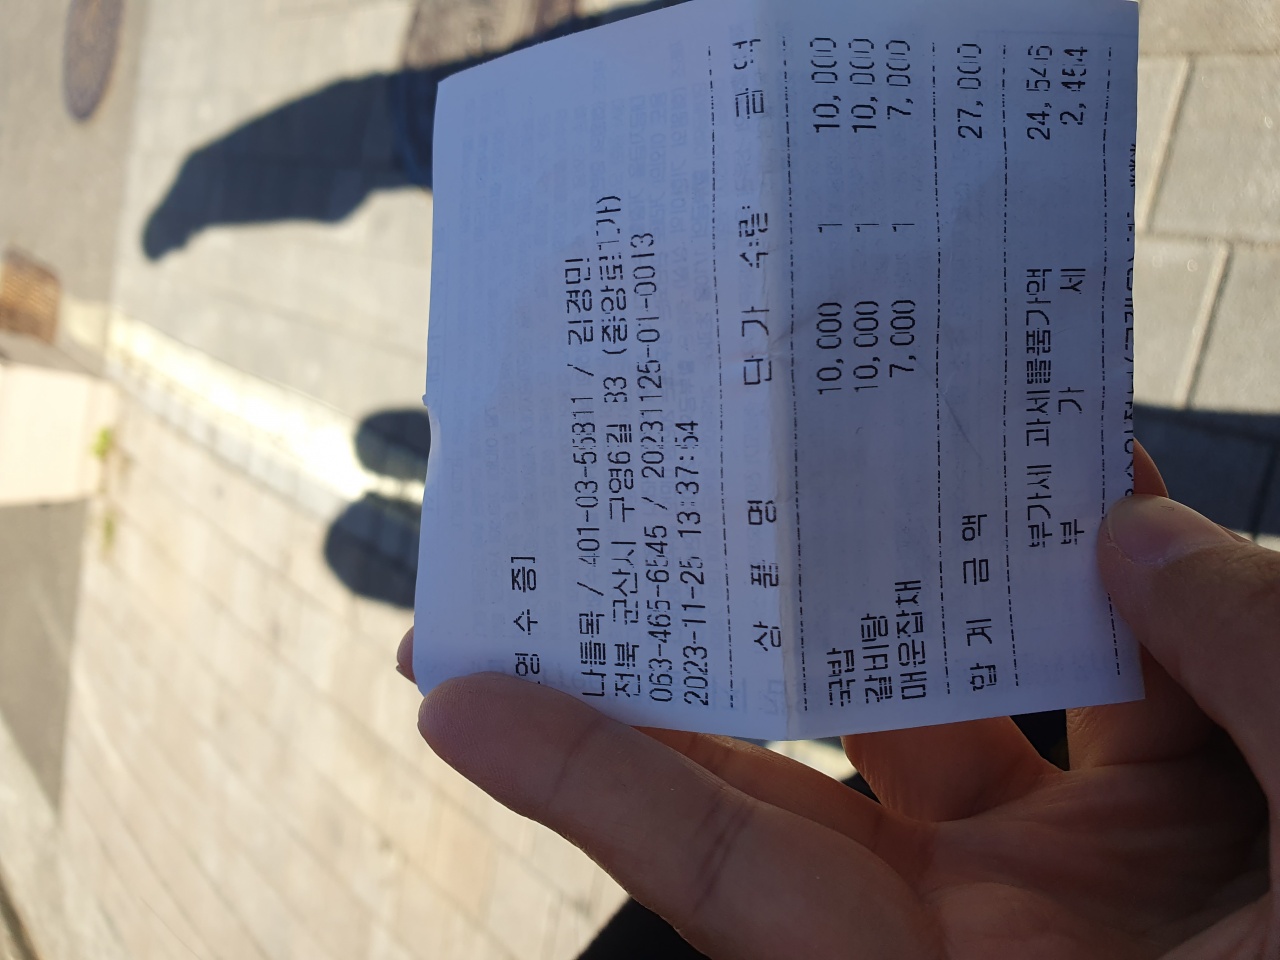 영 수 증]
나들목 / 401-03-55811 / 김경민
전북 군산시 구영6길 33 (중앙로1가)
063-465-6545 / 20231125-01-0013
2023-11-25 13:37:54
상 품 명 단 가 수량 금 액
국밥 10,000 1 10,000
갈비탕 10,000 1 10,000
매운잡채 7,000 1 7,000
합 계 금 액 27,000
부가세 과세물품가액 24,546
부 가 세 2,454